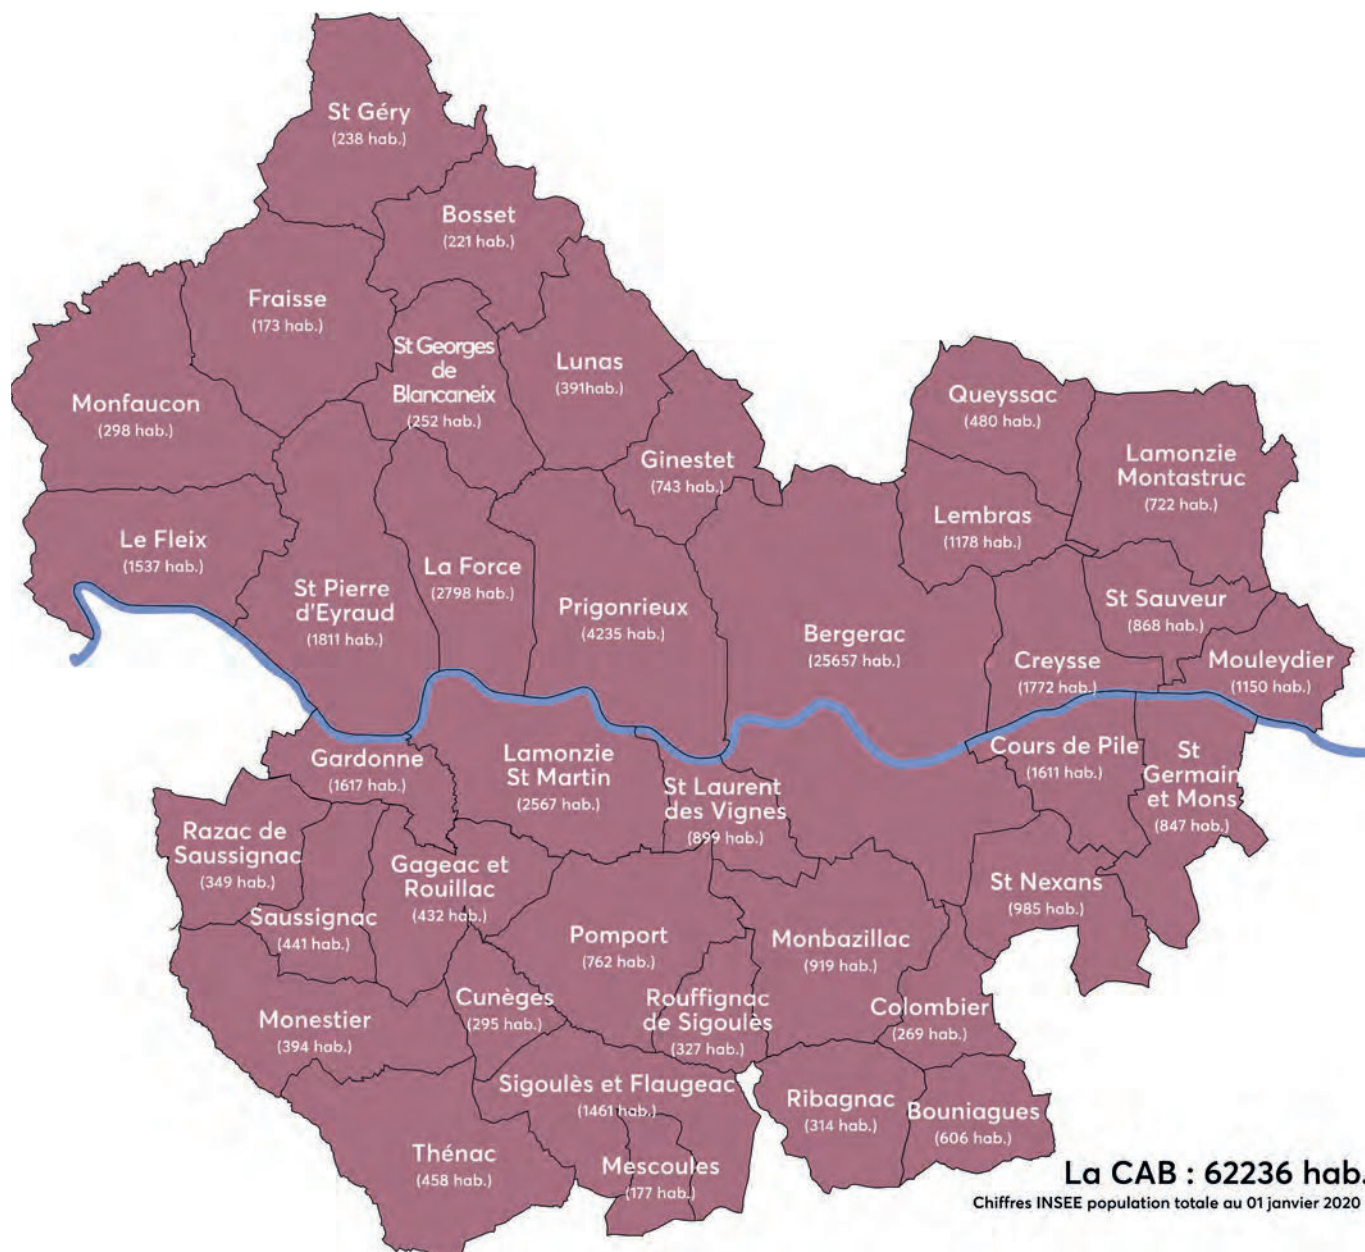 St Géry
(238 hab.)
Bosset
(221 hab.)
Fraisse
(173 hab.)
St Georges
de
Blancaneix
(252 hab.)
Lunas
(391hab.)
Monfaucon
(298 hab.)
Queyssac
(480 hab.)
Ginestet
(743 hab.)
Lamonzie
Montastruc
(722 hab.)
Le Fleix
(1537 hab.)
Lembras
(1178 hab.)
St Pierre
d'Eyraud
(1811 hab.)
La Force
(2798 hab.)
Prigonrieux
(4235 hab.)
Bergerac
(25657 hab.)
St Sauveur
(868 hab.)
Creysse
(1772 hab.)
Mouleydier
(1150 hab.)
Gardonne
(1617 hab.)
Lamonzie
St Martin
(2567 hab.)
St Laurent
des Vignes
(899 hab.)
Cours de Pile
(1611 hab.)
St
Germain
et Mons
(847 hab.)
Razac de
Saussignac
(349 hab.)
Saussignac
(441 hab.)
Gageac et
Rouillac
(432 hab.)
Pomport
(762 hab.)
Monbazillac
(919 hab.)
St Nexans
(985 hab.)
Monestier
(394 hab.)
Cunèges
(295 hab.)
Rouffignac
de Sigoulès
(327 hab.)
Colombier
(269 hab.)
Sigoulès et Flaugeac
(1461 hab.)
Ribagnac
(314 hab.)
Bouniagues
(606 hab.)
Thénac
(458 hab.)
Mescoules
(177 hab.)
La CAB : 62236 hab.
Chiffres INSEE population totale au 01 janvier 2020